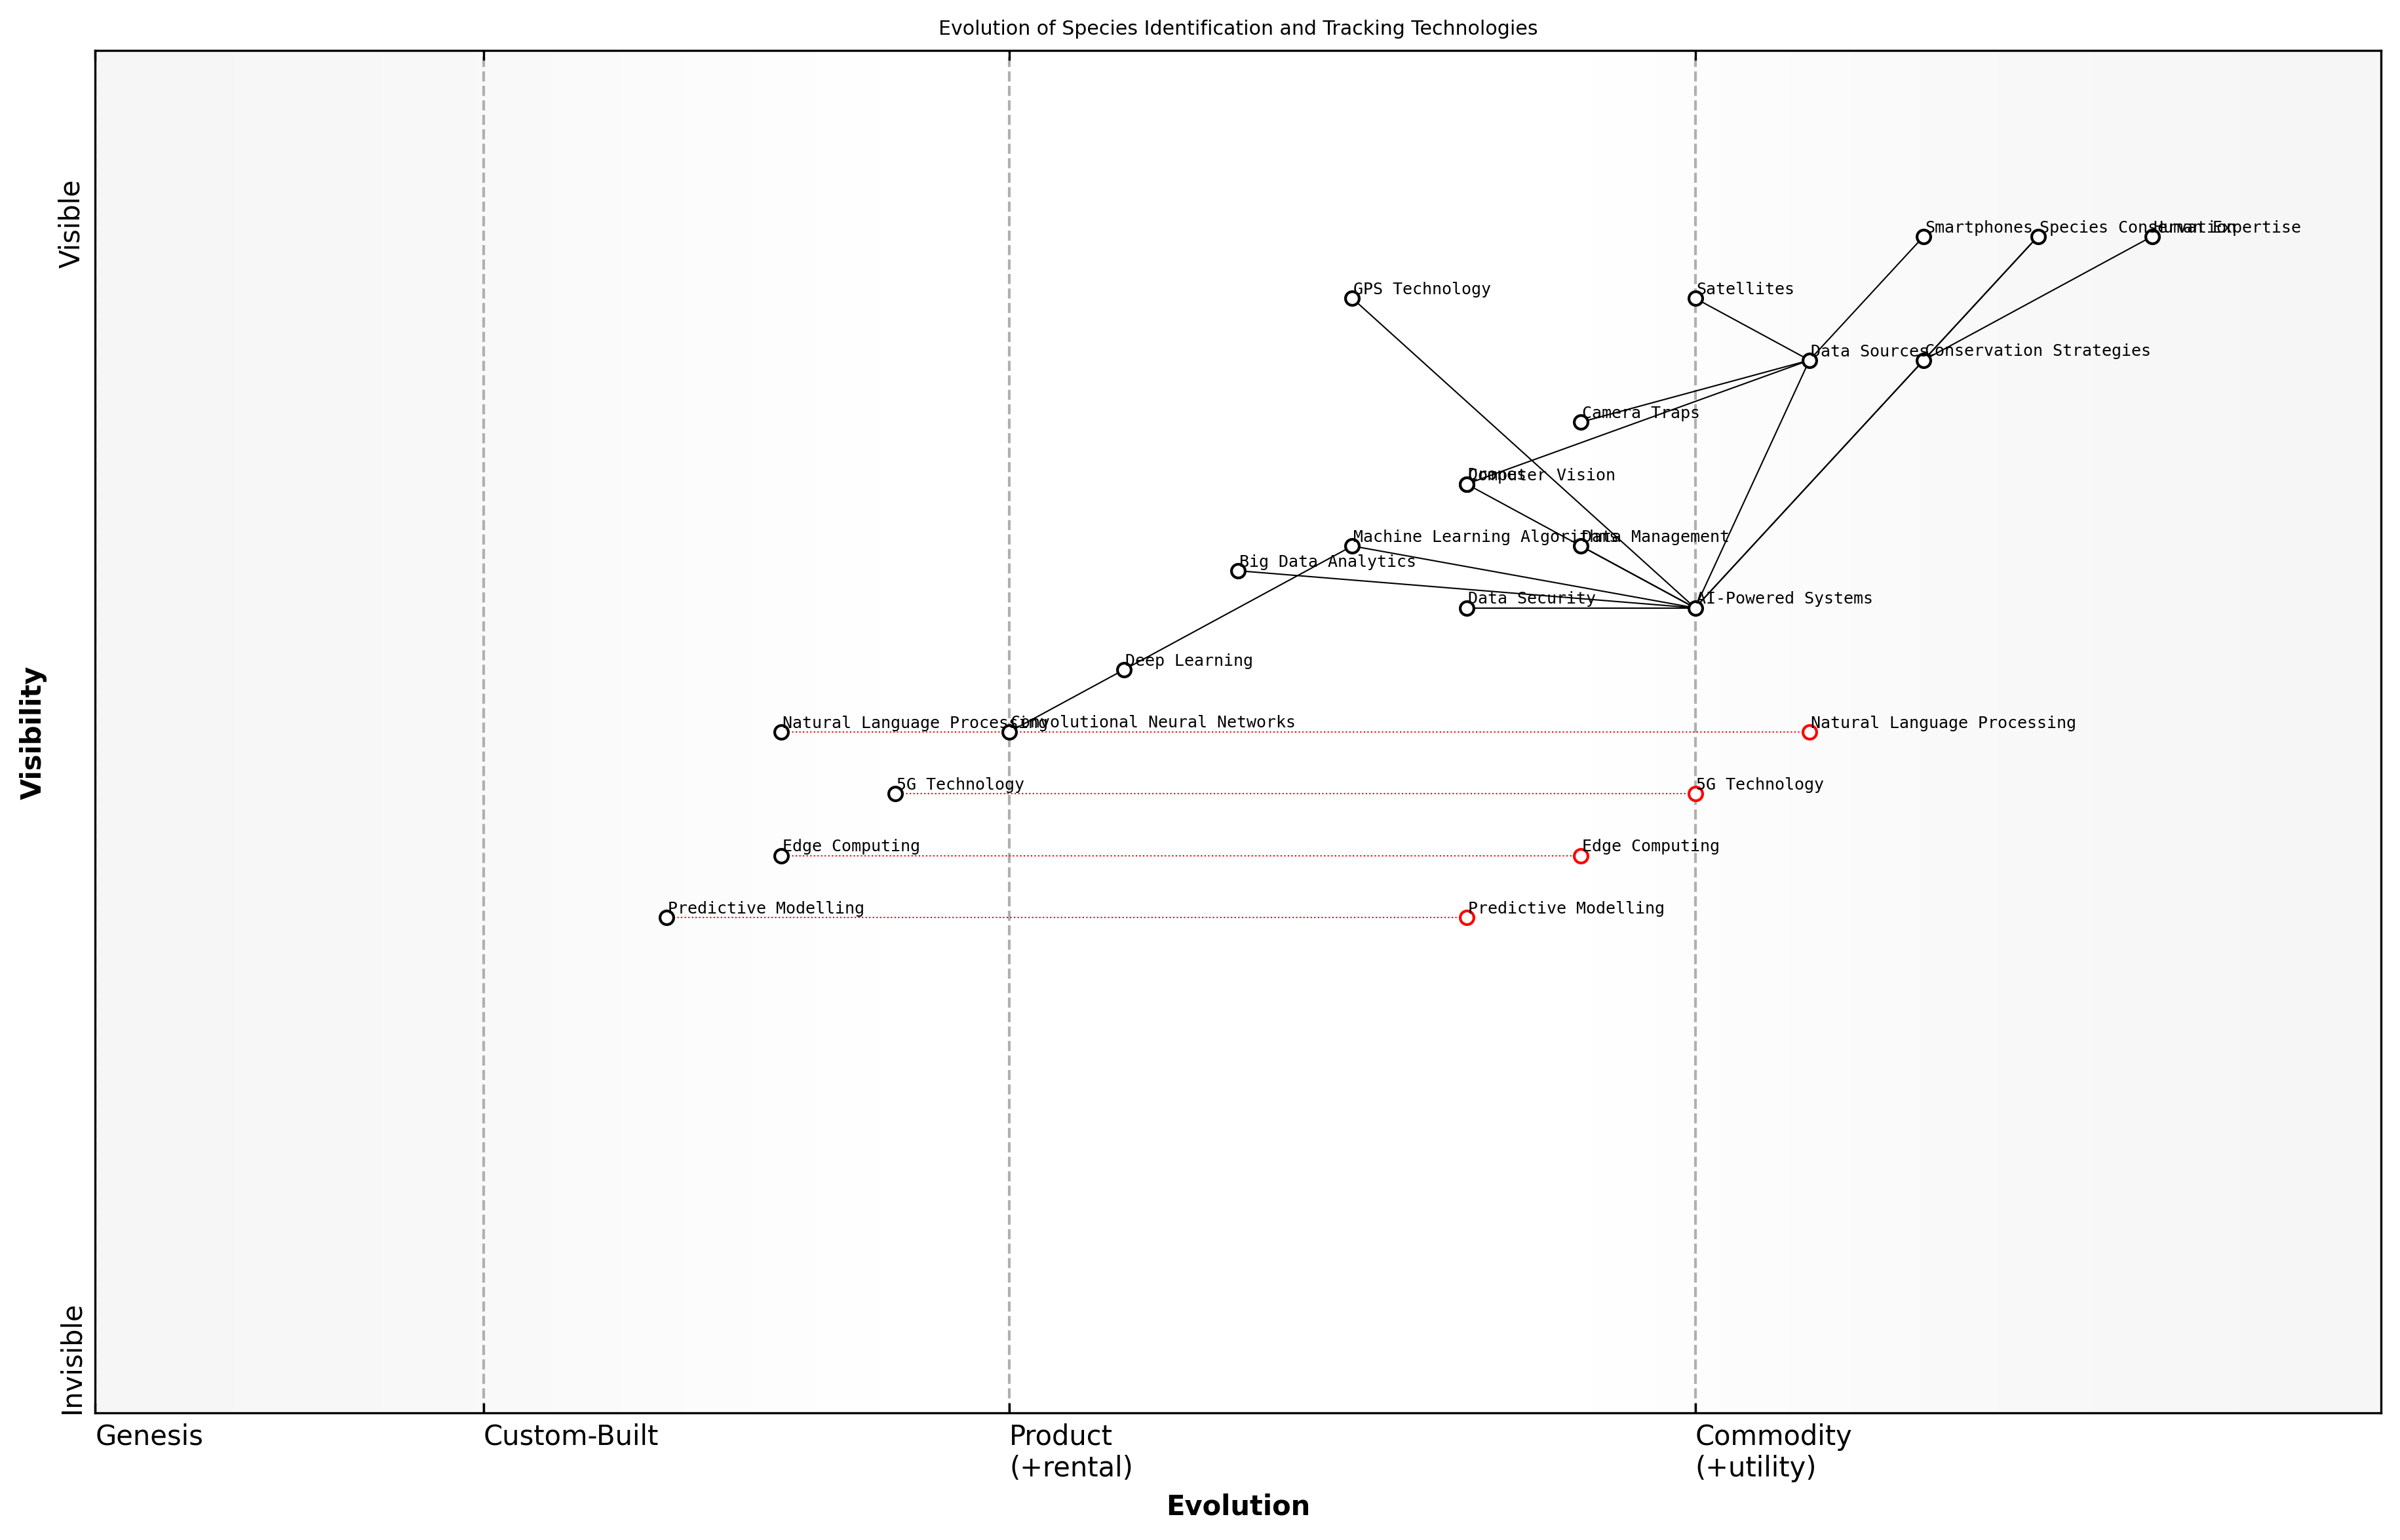 Evolution of Species Identification and Tracking Technologies
Visible
Smartphones
Species Conservation
Human Expertise
GPS Technology
Satellites
Data Sources
Conservation Strategies
Camera Traps
Drones
Computer Vision
Machine Learning Algorithms
Data Management
Big Data Analytics
Data Security
AI-Powered Systems
Deep Learning
Natural Language Processing
Convolutional Neural Networks
Natural Language Processing
5G Technology
5G Technology
Edge Computing
Edge Computing
Predictive Modelling
Predictive Modelling
Visibility
Invisible
Genesis
Custom-Built
Product
(+rental)
Commodity
(+utility)
Evolution